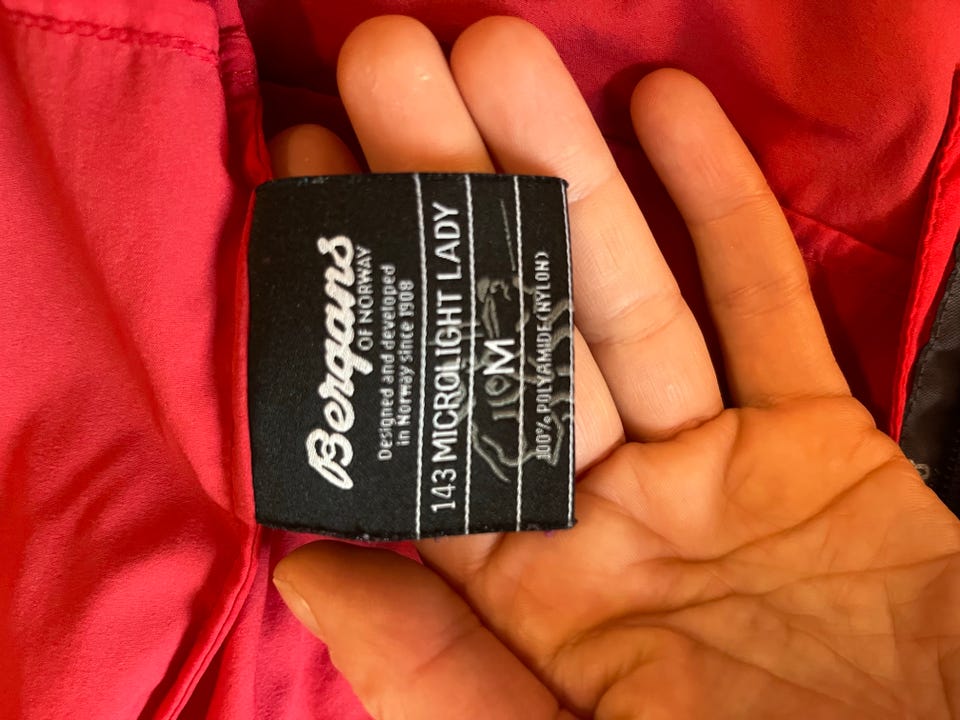 Bergans
OF NORWAY
Designed and developed
in Norway since 1908
143 MICROLIGHT LADY
M
100% POLYAMIDE(NYLON)